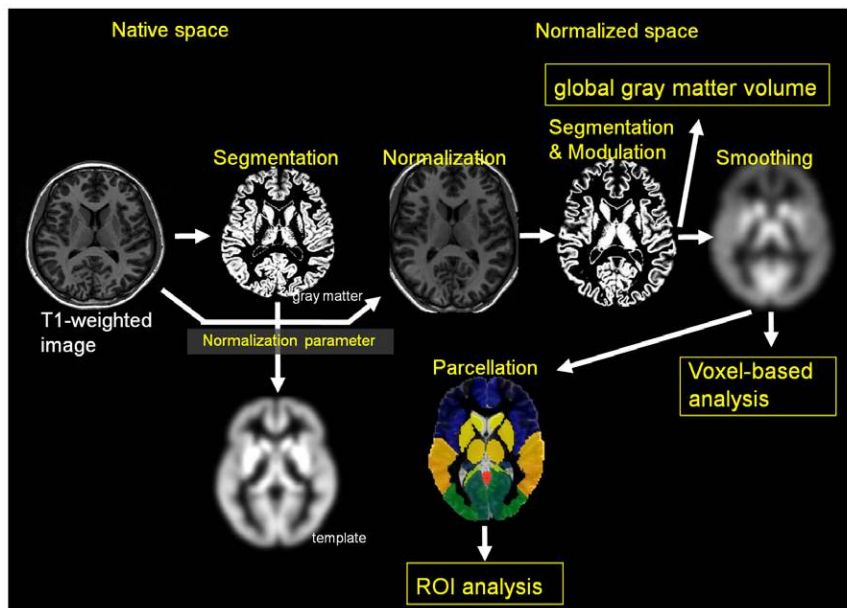 Native space
Normalized space
global gray matter volume
Segmentation
Normalization
Segmentation
& Modulation
Smoothing
gray matter
T1-weighted
image
Normalization parameter
Parcellation
Voxel-based
analysis
template
ROI analysis